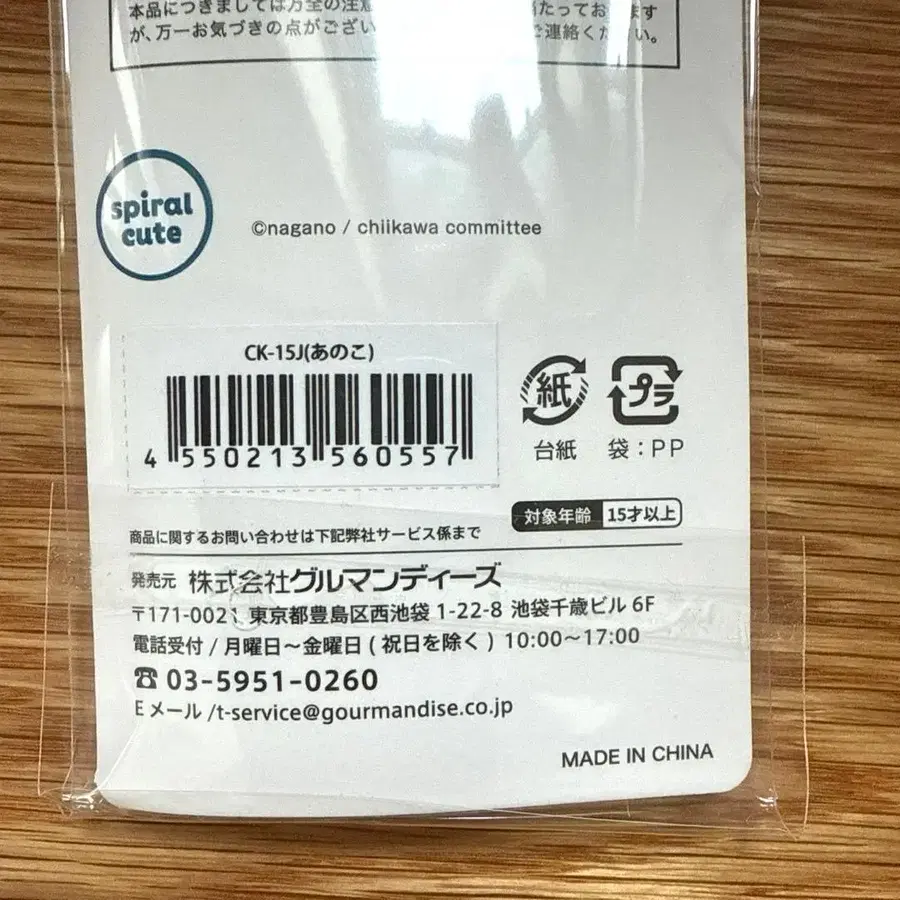 本品につきましては万全の注意 当たっております
が、万一お気づきの点がござい ご連絡ください。
spiral
cute
©nagano / chiikawa committee
CK-15J(あのこ)
4 550213 560557
紙
プラ
台紙 袋:PP
対象年齢 15才以上
商品に関するお問い合わせは下記弊社サービス係まで
発売元 株式会社グルマンディーズ
〒171-0021 東京都豊島区西池袋 1-22-8 池袋千歳ビル 6F
電話受付 / 月曜日～金曜日 ( 祝日を除く ) 10:00～17:00
☎ 03-5951-0260
Eメール /t-service@gourmandise.co.jp
MADE IN CHINA